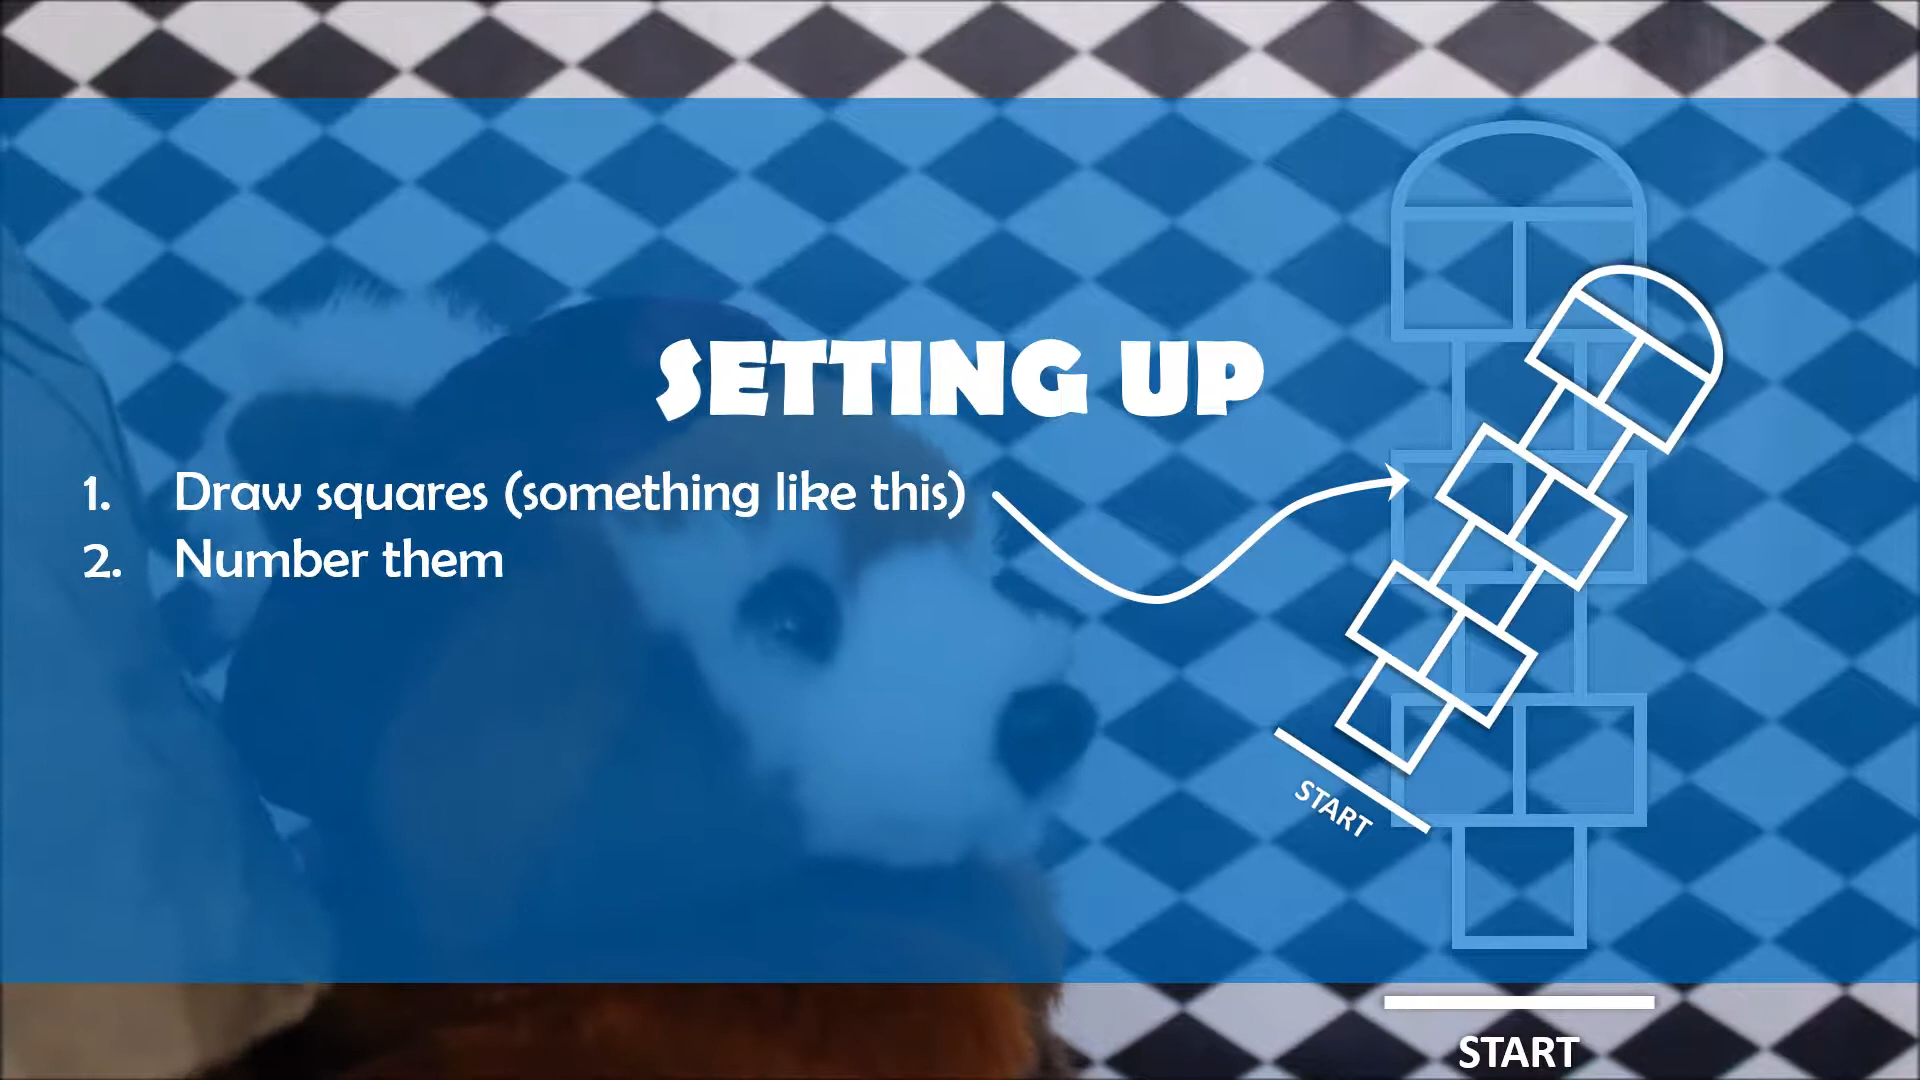 SETTING UP
1. Draw squares (something like this)
2. Number them
START
START